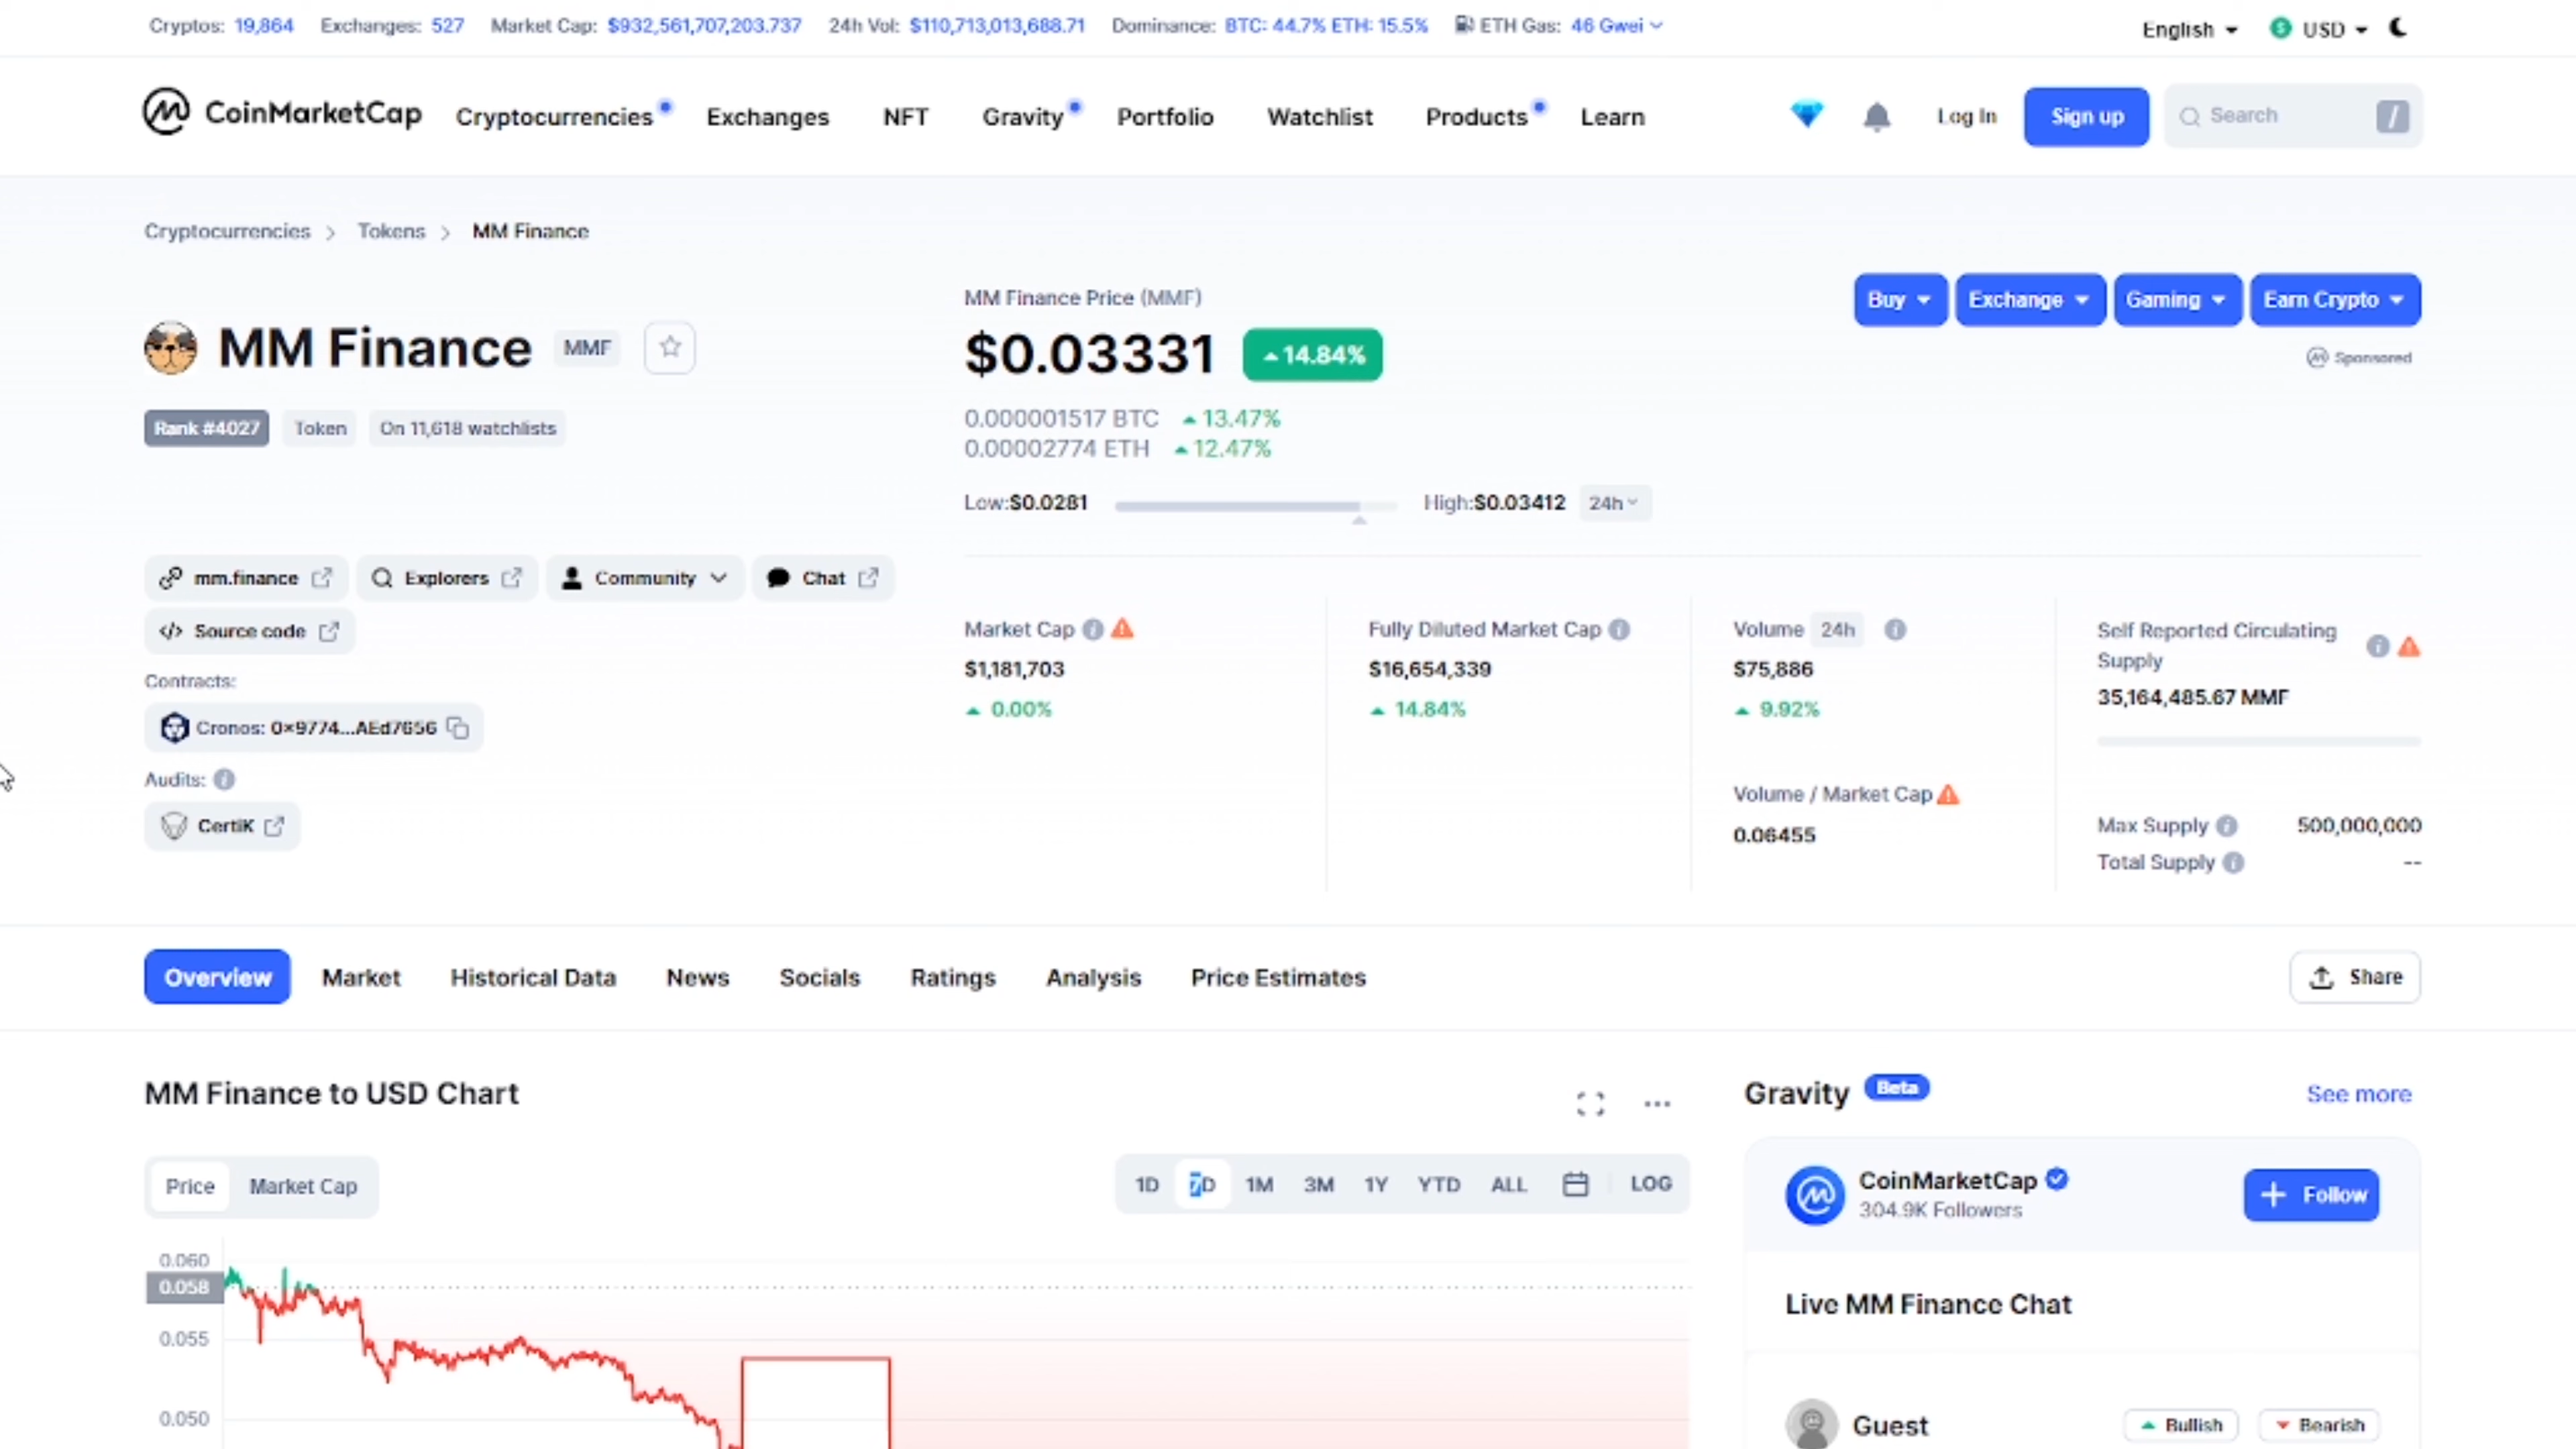 Cryptos: 19,864 Exchanges: 527 Market Cap: $932,561,707,203.737 24h Vol: $110,713,013,688.71 Dominance: BTC: 44.7% ETH: 15.5% ETH Gas: 46 Gwei English USD
CoinMarketCap Cryptocurrencies Exchanges NFT Gravity Portfolio Watchlist Products Learn Log In Sign up Search /
Cryptocurrencies > Tokens > MM Finance
MM Finance MMF
Rank #4027 Token On 11,618 watchlists
mm.finance Explorers Community Chat
</> Source code
Contracts:
Cronos: 0x9774...AEd7656
Audits:
CertiK
MM Finance Price (MMF)
$0.03331 14.84%
0.000001517 BTC 13.47%
0.00002774 ETH 12.47%
Low:$0.0281 High:$0.03412 24h
Buy Exchange Gaming Earn Crypto
Sponsored
Market Cap
$1,181,703
0.00%
Fully Diluted Market Cap
$16,654,339
14.84%
Volume 24h
$75,886
9.92%
Volume / Market Cap
0.06455
Self Reported Circulating
Supply
35,164,485.67 MMF
Max Supply 500,000,000
Total Supply --
Overview Market Historical Data News Socials Ratings Analysis Price Estimates Share
MM Finance to USD Chart
Price Market Cap 1D 7D 1M 3M 1Y YTD ALL LOG
0.060
0.058
0.055
0.050
Gravity Beta See more
CoinMarketCap
304.9K Followers
+ Follow
Live MM Finance Chat
Guest Bullish Bearish